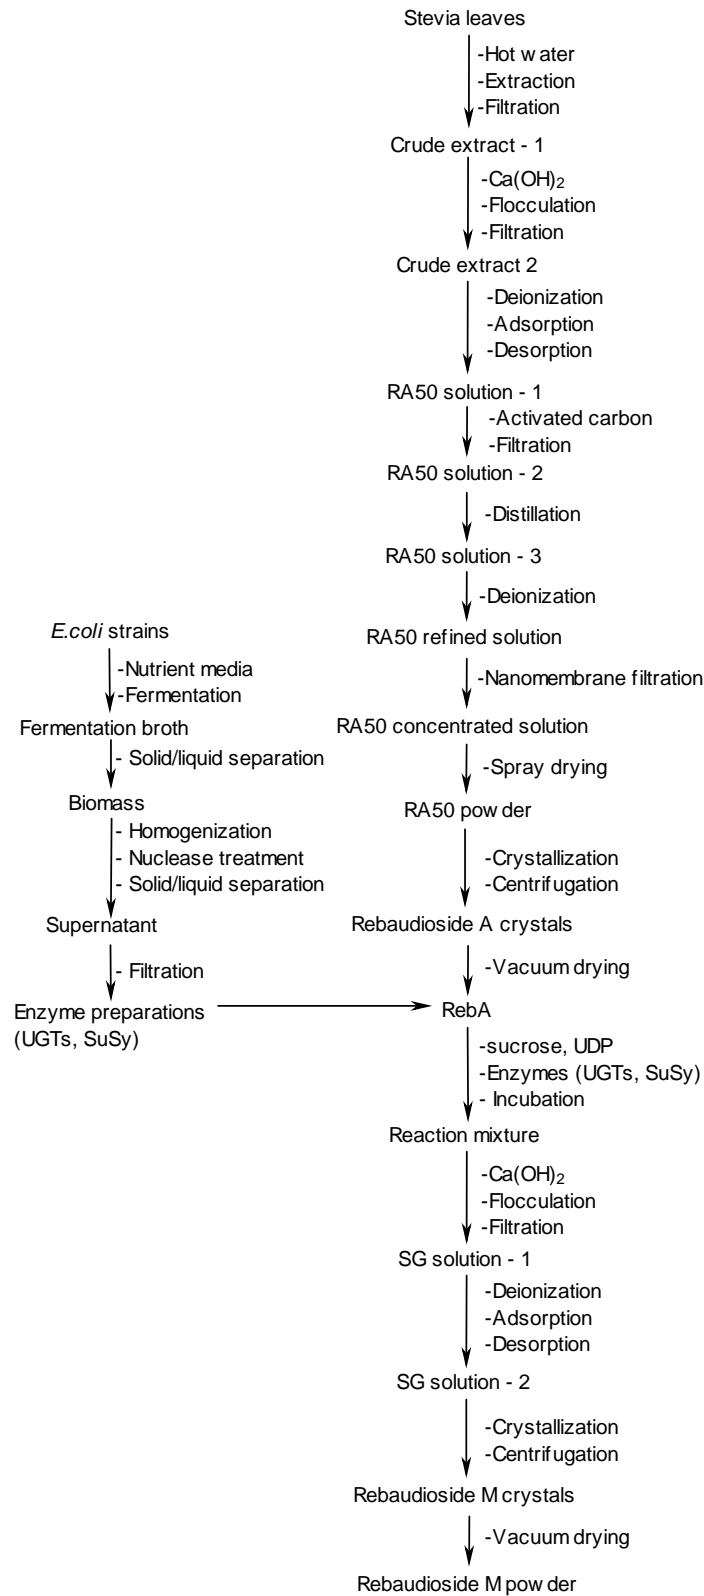 Stevia leaves
-Hot water
-Extraction
-Filtration
Crude extract - 1
-Ca(OH)₂
-Flocculation
-Filtration
Crude extract 2
-Deionization
-Adsorption
-Desorption
RA50 solution - 1
-Activated carbon
-Filtration
RA50 solution - 2
-Distillation
RA50 solution - 3
-Deionization
RA50 refined solution
-Nanomembrane filtration
RA50 concentrated solution
-Spray drying
RA50 powder
-Crystallization
-Centrifugation
Rebaudioside A crystals
-Vacuum drying
E.coli strains
-Nutrient media
-Fermentation
Fermentation broth
- Solid/liquid separation
Biomass
- Homogenization
- Nuclease treatment
- Solid/liquid separation
Supernatant
- Filtration
Enzyme preparations
(UGTs, SuSy)
RebA
-sucrose, UDP
-Enzymes (UGTs, SuSy)
- Incubation
Reaction mixture
-Ca(OH)₂
-Flocculation
-Filtration
SG solution - 1
-Deionization
-Adsorption
-Desorption
SG solution - 2
-Crystallization
-Centrifugation
Rebaudioside M crystals
-Vacuum drying
Rebaudioside M powder